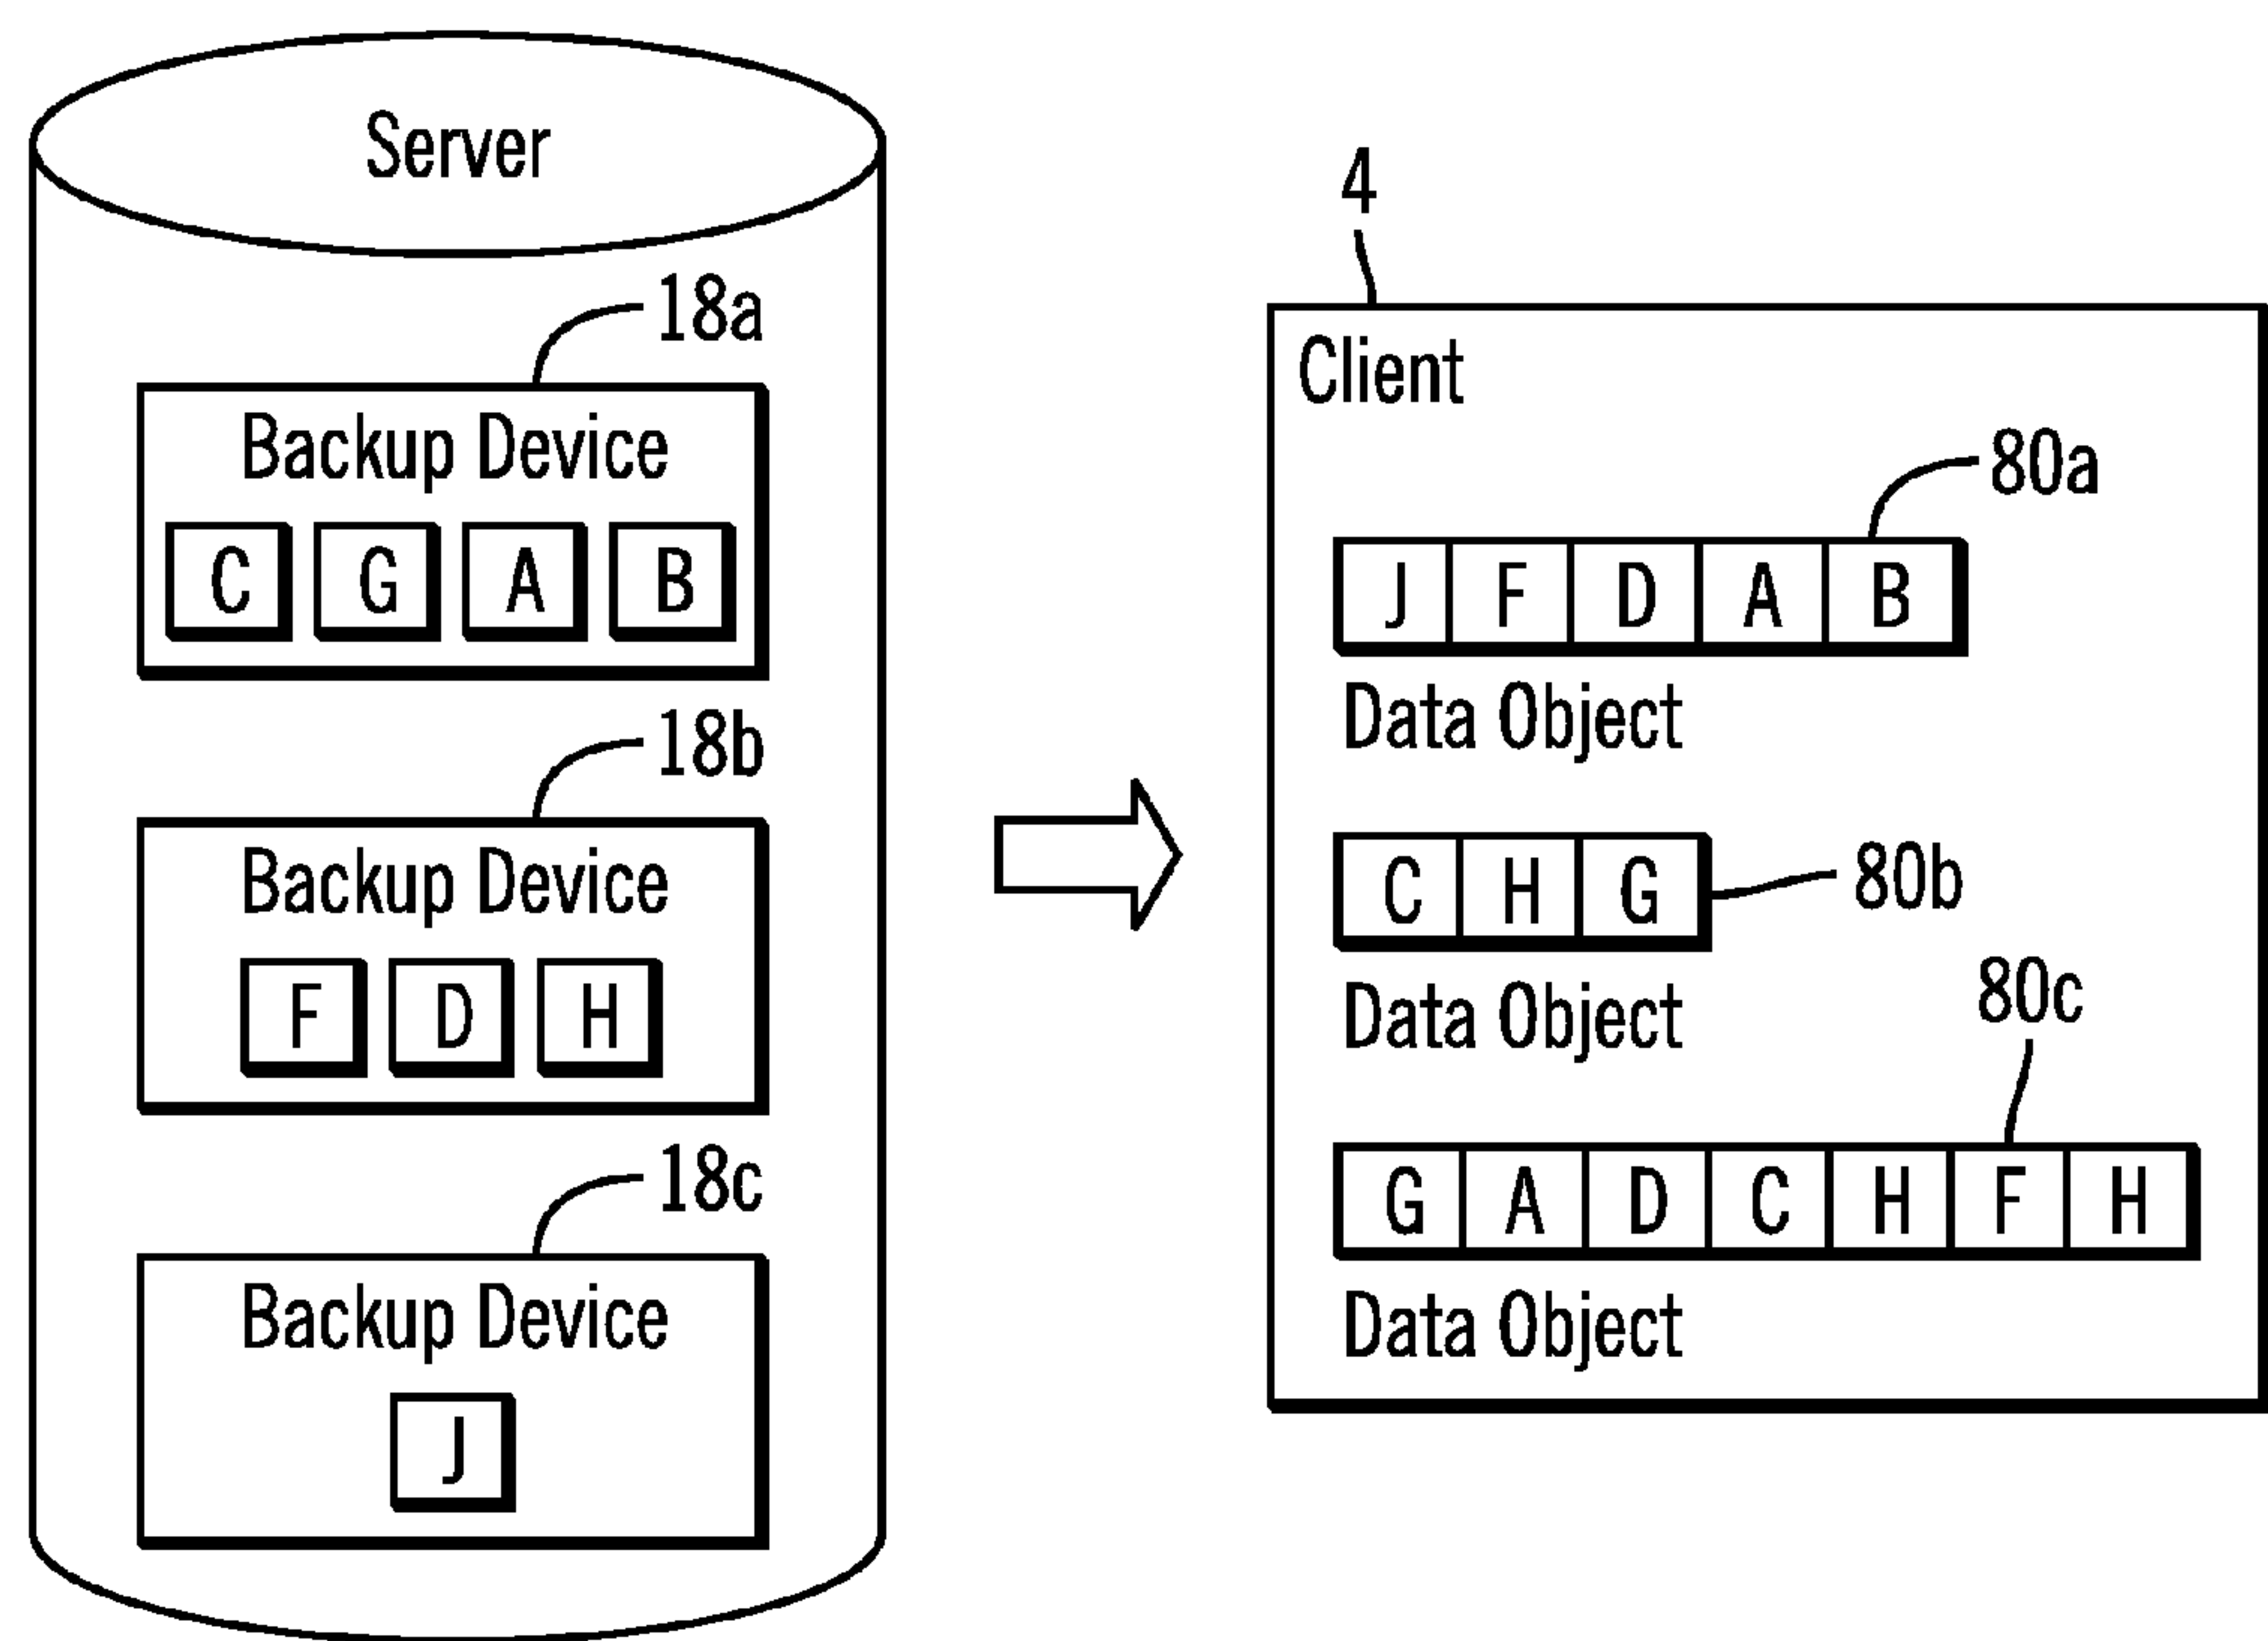 Server
18a
Backup Device
C G A B
18b
Backup Device
F D H
18c
Backup Device
J
4
Client
80a
J F D A B
Data Object
C H G
80b
Data Object
80c
G A D C H F H
Data Object